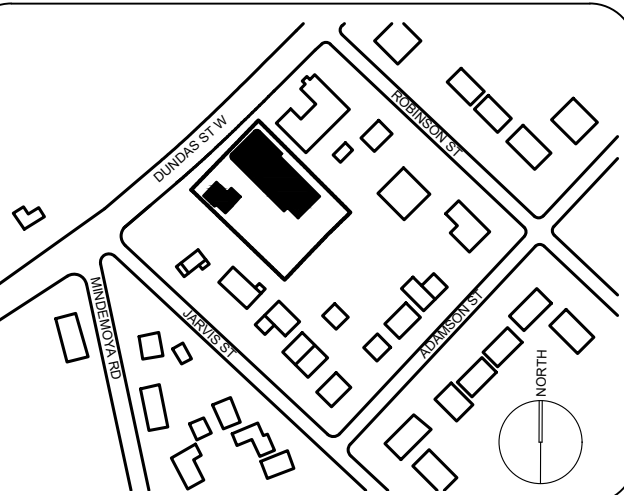 DUNDAS ST W
ROBINSON ST
MINDEMOYA RD
JARVIS ST
ADAMSON ST
NORTH